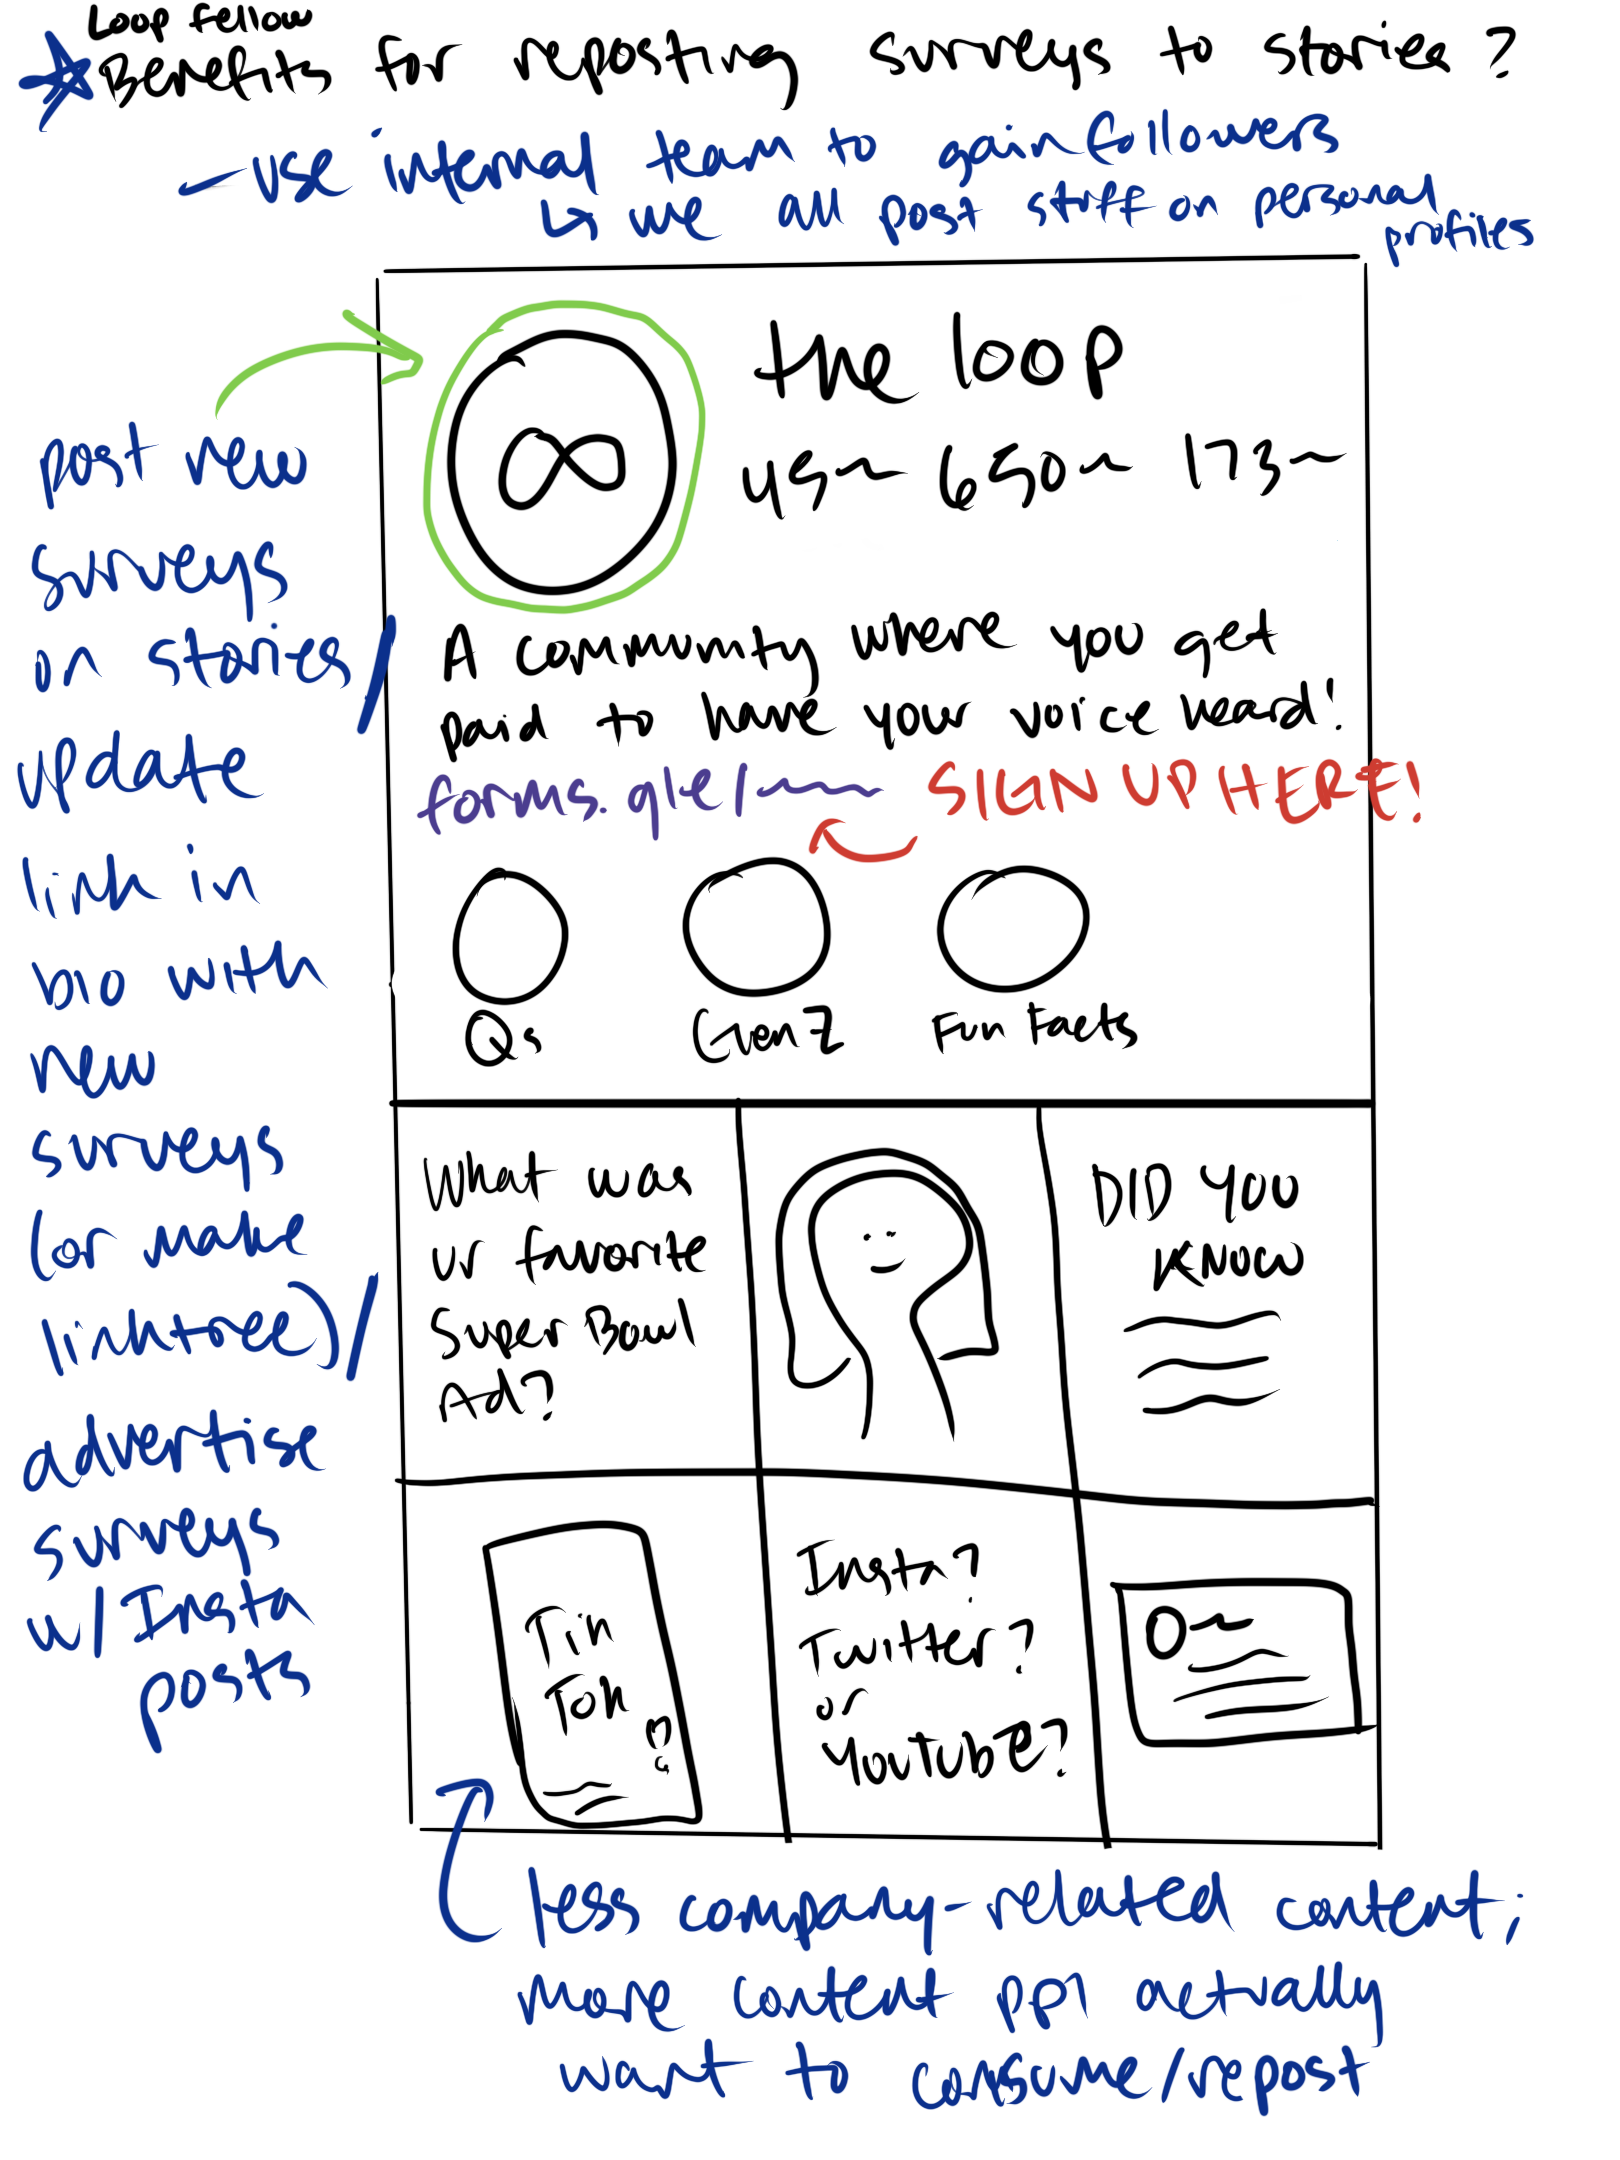 Loop Fellow
Benefits for reposting surveys to stories?
- use internal team to gain followers
↳ we all post stuff on personal
profiles
the loop
45~ 650~ 173~
post new
surveys
on stories/
update
link in
bio with
new
surveys
(or make
linktree)/
advertise
surveys
w/ Insta
posts
A community where you get
paid to have your voice heard!
forms.gle/ SIGN UP HERE!
Qs
Gen Z
Fun Facts
What was
ur favorite
Super Bowl
Ad?
DID YOU
KNOW
Tik
Tok
Insta?
Twitter?
or
YouTube?
less company-related content;
more content ppl actually
want to consume/repost